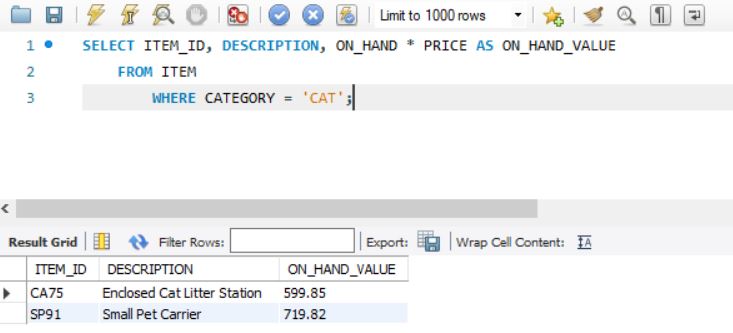 Limit to 1000 rows
1 SELECT ITEM_ID, DESCRIPTION, ON_HAND * PRICE AS ON_HAND_VALUE
2 FROM ITEM
3 WHERE CATEGORY = 'CAT';
Result Grid Filter Rows: Export: Wrap Cell Content: IA
ITEM_ID DESCRIPTION ON_HAND_VALUE
CA75 Enclosed Cat Litter Station 599.85
SP91 Small Pet Carrier 719.82